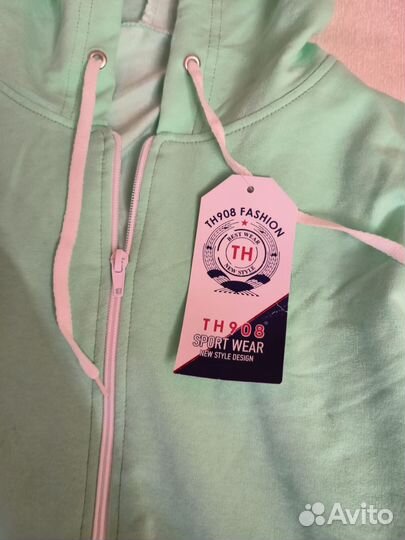 TH908 FASHION
BEST WEAR
TH
NEW STYLE
TH908
SPORT WEAR
NEW STYLE DESIGN
Avito